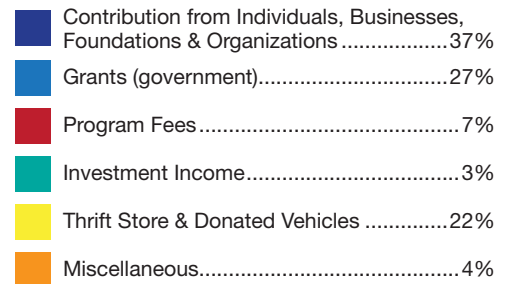 Contribution from Individuals, Businesses,
Foundations & Organizations..................37%
Grants (government)..................................27%
Program Fees............................................7%
Investment Income.........................................3%
Thrift Store & Donated Vehicles ..............22%
Miscellaneous............................................4%